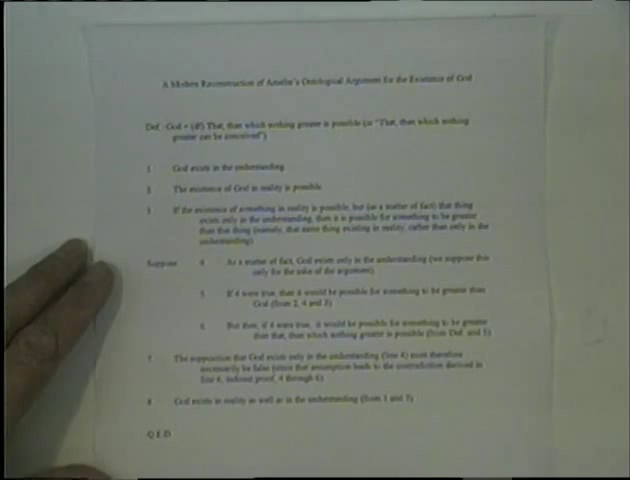 A Modern Reconstruction of Anselm's Ontological Argument for the Existence of God
Def. God = (df) That, than which nothing greater is possible (or "That, than which nothing
greater can be conceived")
1 God exists in the understanding
2 The existence of God in reality is possible
3 If the existence of something in reality is possible, but (as a matter of fact) that thing
exists only in the understanding, then it is possible for something to be greater
than that thing (namely, that same thing existing in reality, rather than only in the
understanding)
Suppose 4 As a matter of fact, God exists only in the understanding (we suppose this
only for the sake of the argument)
5 If 4 were true, then it would be possible for something to be greater than
God (from 2, 4 and 3)
6 But then, if 4 were true, it would be possible for something to be greater
than that, than which nothing greater is possible (from Def. and 5)
7 The supposition that God exists only in the understanding (line 4) must therefore
necessarily be false (since that assumption leads to the contradiction derived in
line 6, indirect proof, 4 through 6)
8 God exists in reality as well as in the understanding (from 1 and 7)
Q.E.D.